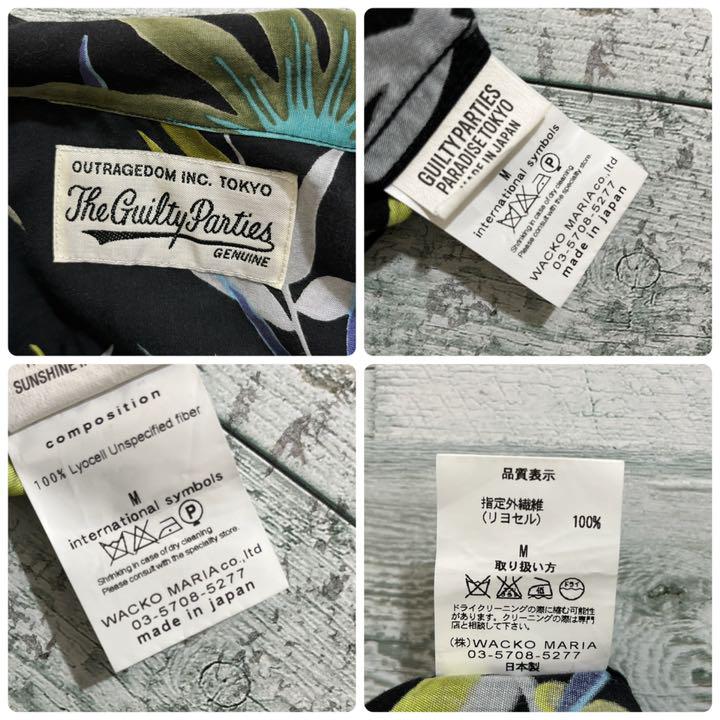 OUTRAGEDOM INC. TOKYO
The Guilty Parties
GENUINE
GUILTYPARTIES
PARADISE TOKYO
IN JAPAN
M
international symbols
Shrinking in case of dry cleaning
Please consult with the specialty store.
WACKO MARIA co.,ltd
03-5708-5277
made in japan
SUNSHINE
composition
100% Lyocell Unspecified fiber
M
international symbols
Shrinking in case of dry cleaning
Please consult with the specialty store.
WACKO MARIA co., ltd
03-5708-5277
made in japan
品質表示
指定外繊維
(リヨセル) 100%
M
取り扱い方
低
ドライ
ドライクリーニングの際に縮む可能性
があります。クリーニングの際は専門
店と相談して下さい。
(株)WACKO MARIA
03-5708-5277
日本製